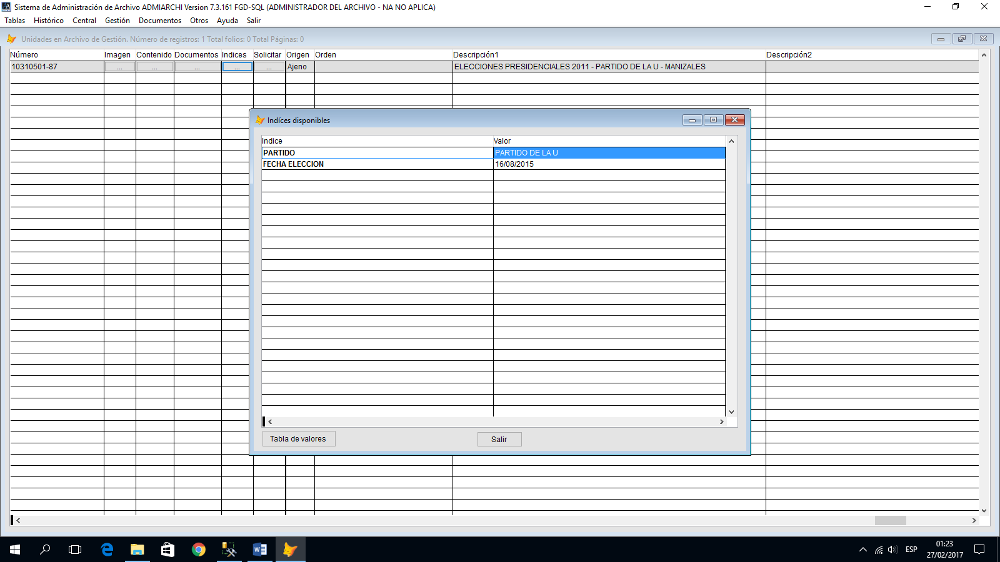 Sistema de Administración de Archivo ADMIARCHI Version 7.3.161 FGD-SQL (ADMINISTRADOR DEL ARCHIVO - NA NO APLICA)
Tablas Histórico Central Gestión Documentos Otros Ayuda Salir
Unidades en Archivo de Gestión. Número de registros: 1 Total folios: 0 Total Páginas: 0
Número Imagen Contenido Documentos Indices Solicitar Origen Orden Descripción1 Descripción2
10310501-87 ... ... ... ... ... Ajeno ELECCIONES PRESIDENCIALES 2011 - PARTIDO DE LA U - MANIZALES
Indíces disponibles
Indice Valor
PARTIDO PARTIDO DE LA U
FECHA ELECCION 16/08/2015
Tabla de valores Salir
ESP 01:23
27/02/2017